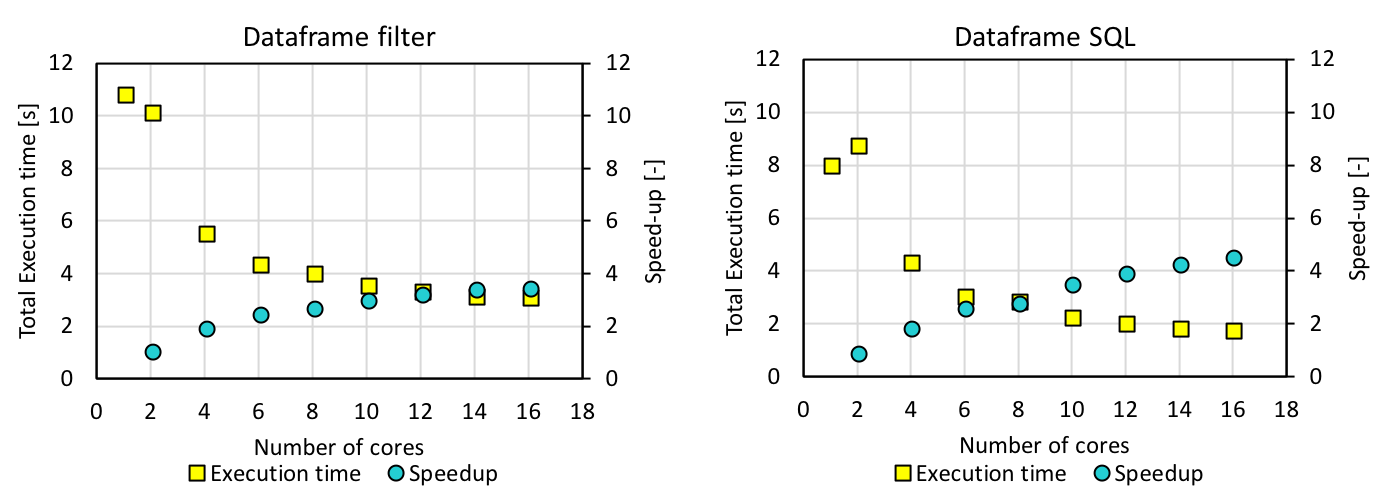 Dataframe filter
12 12
10 10
8 8
6 6
4 4
2 2
0 0
Total Execution time [s]
Speed-up [-]
0 2 4 6 8 10 12 14 16 18
Number of cores
Execution time Speedup
Dataframe SQL
12 12
10 10
8 8
6 6
4 4
2 2
0 0
Total Execution time [s]
Speed-up [-]
0 2 4 6 8 10 12 14 16 18
Number of cores
Execution time Speedup